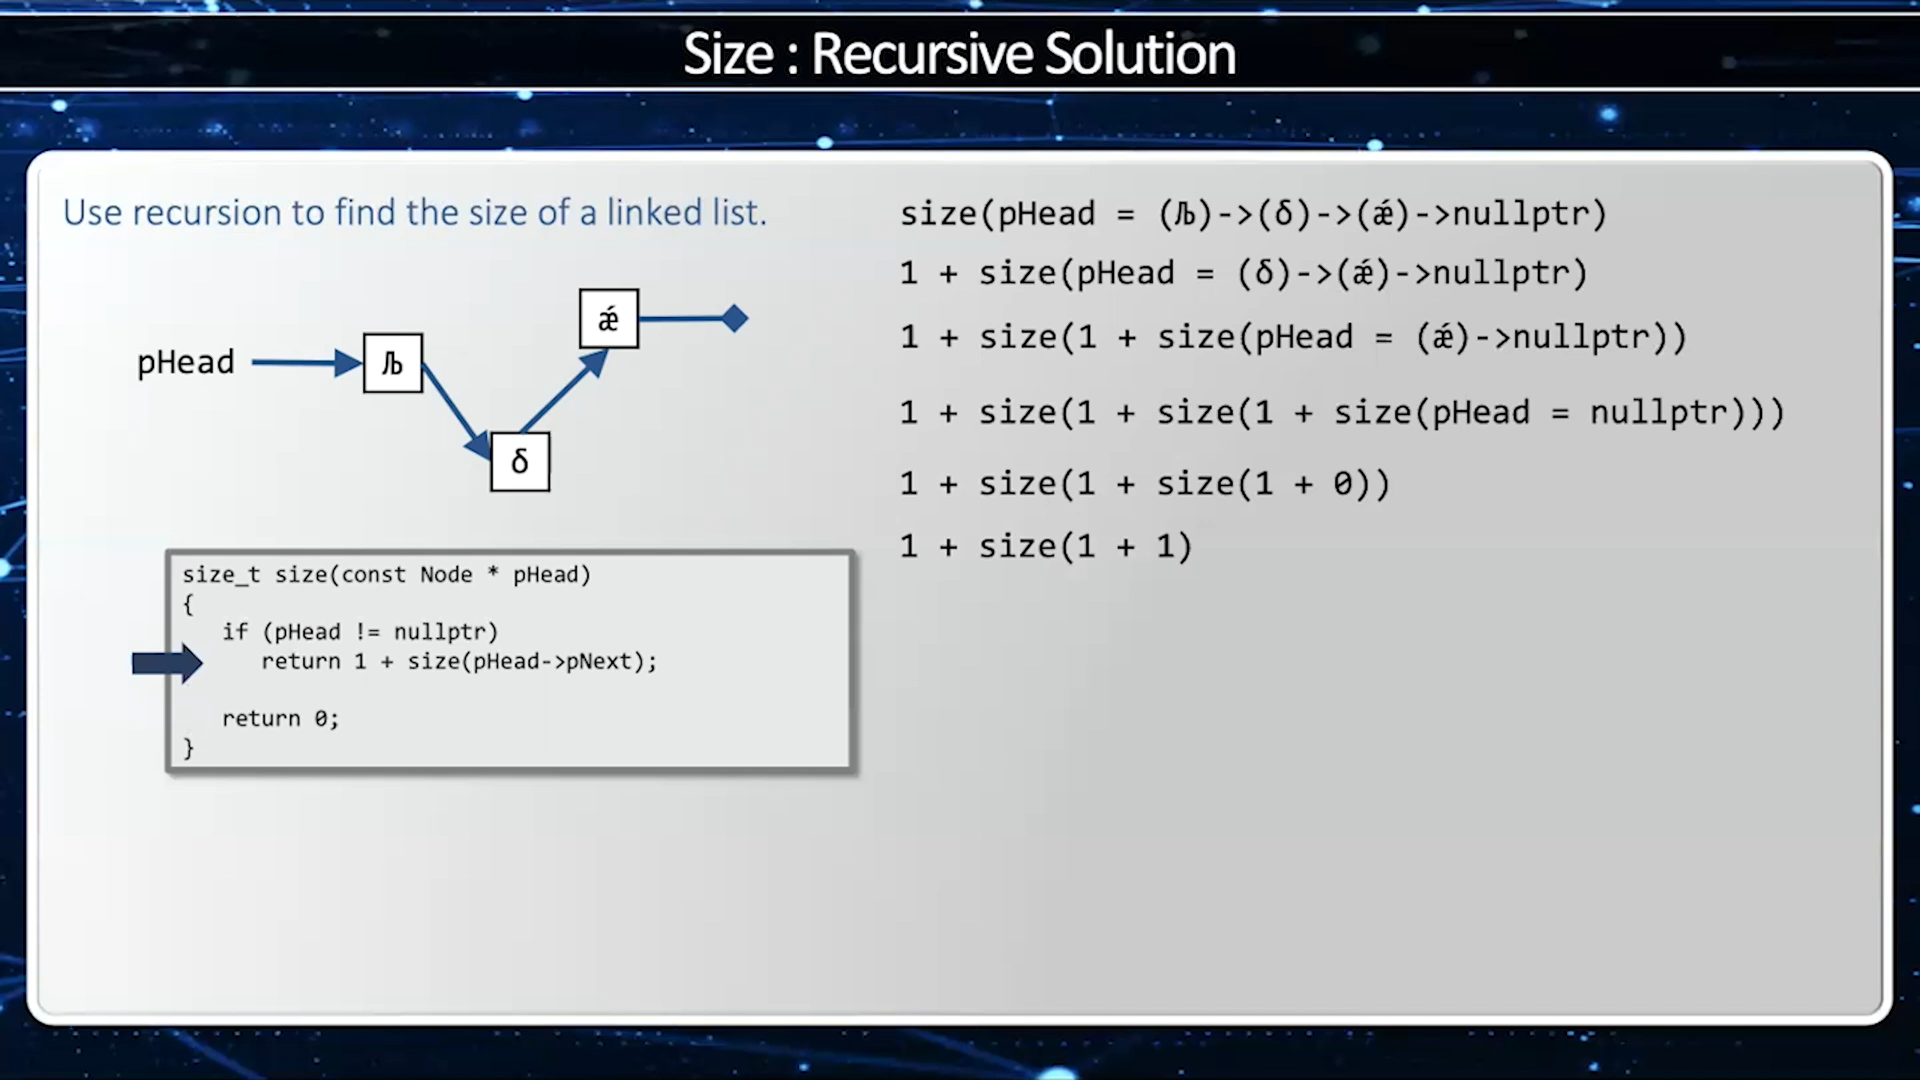 Size : Recursive Solution
Use recursion to find the size of a linked list.
pHead
Љ
δ
ǽ
size_t size(const Node * pHead)
{
   if (pHead != nullptr)
      return 1 + size(pHead->pNext);
   return 0;
}
size(pHead = (Љ)->(δ)->(ǽ)->nullptr)
1 + size(pHead = (δ)->(ǽ)->nullptr)
1 + size(1 + size(pHead = (ǽ)->nullptr))
1 + size(1 + size(1 + size(pHead = nullptr)))
1 + size(1 + size(1 + 0))
1 + size(1 + 1)